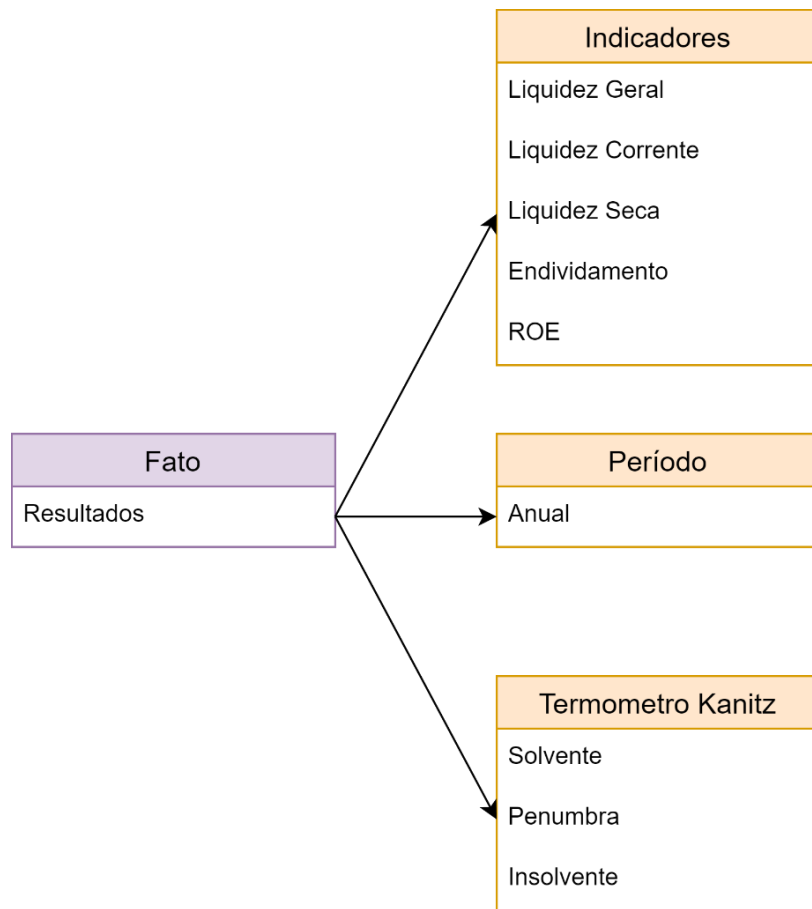 Indicadores
Liquidez Geral
Liquidez Corrente
Liquidez Seca
Endividamento
ROE
Fato
Resultados
Período
Anual
Termometro Kanitz
Solvente
Penumbra
Insolvente